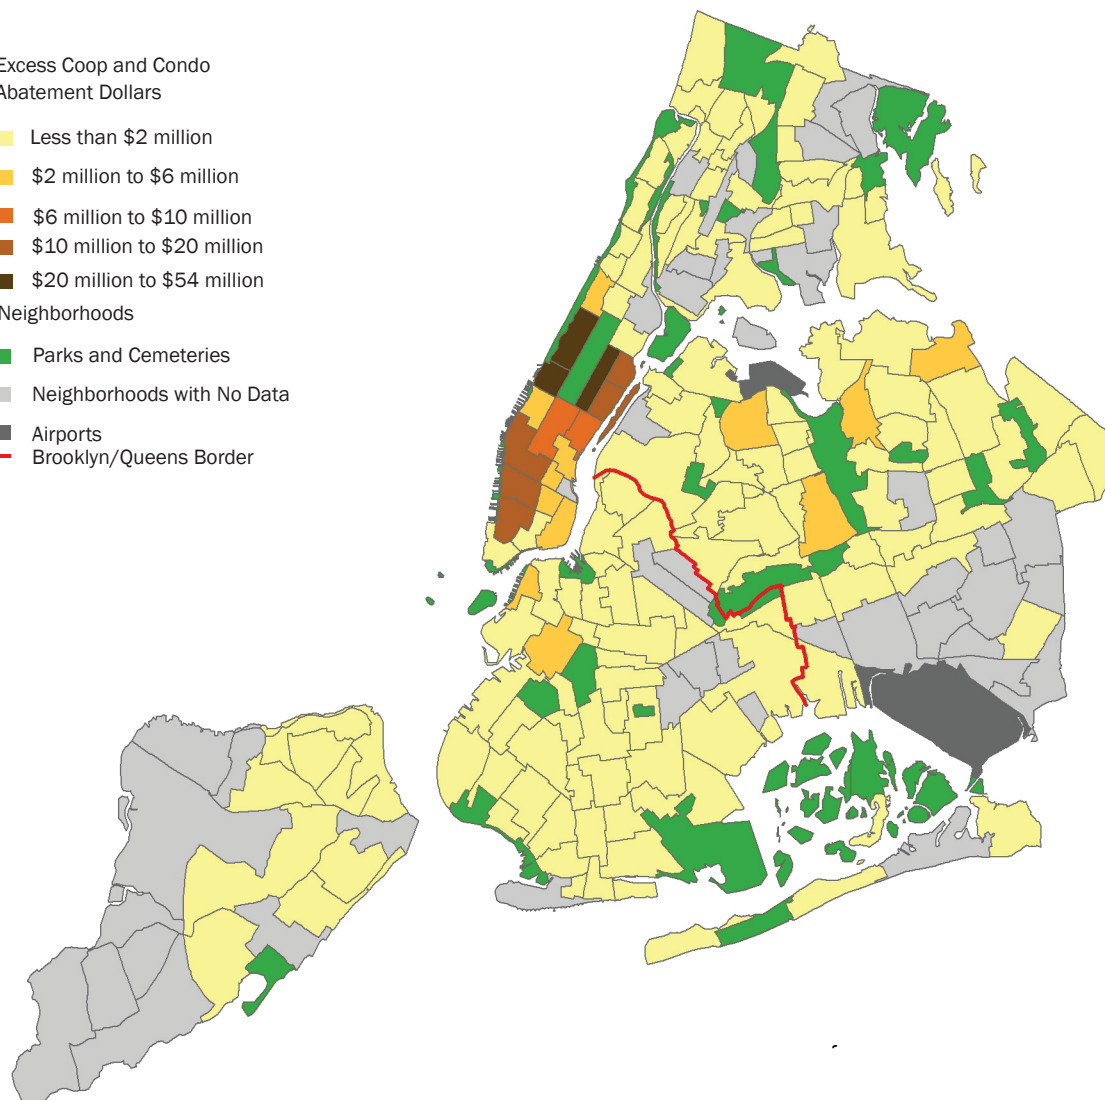 Excess Coop and Condo
Abatement Dollars
Less than $2 million
$2 million to $6 million
$6 million to $10 million
$10 million to $20 million
$20 million to $54 million
Neighborhoods
Parks and Cemeteries
Neighborhoods with No Data
Airports
Brooklyn/Queens Border